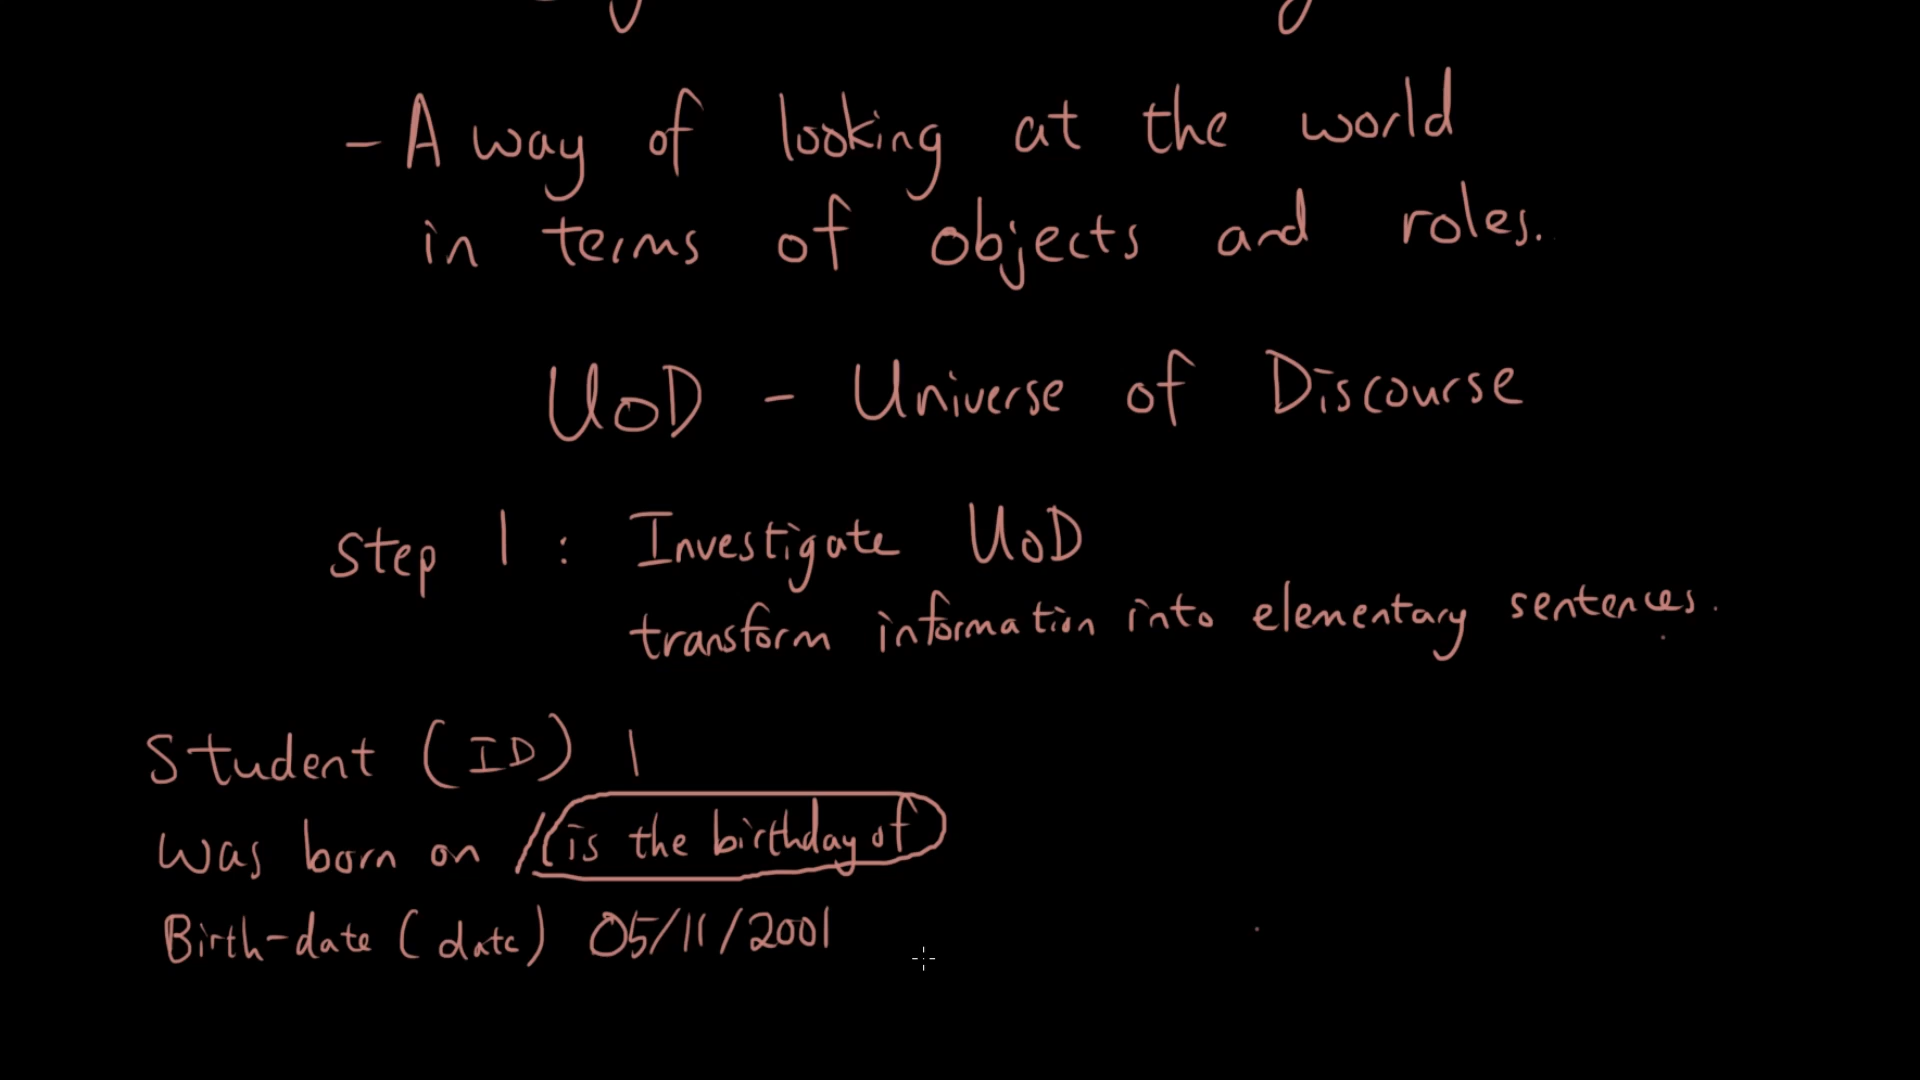 - A way of looking at the world
in terms of objects and roles.
UoD - Universe of Discourse
Step 1 : Investigate UoD
transform information into elementary sentences.
Student (ID) 1
was born on / is the birthday of
Birth-date (date) 05/11/2001